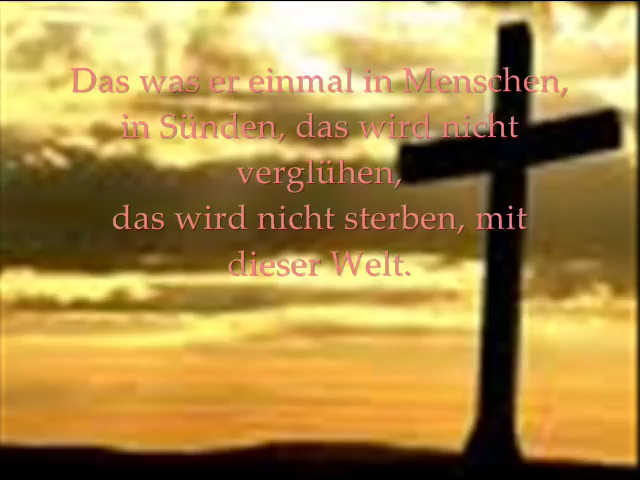 Das was er einmal in Menschen,
in Sünden, das wird nicht
verglühen,
das wird nicht sterben, mit
dieser Welt.